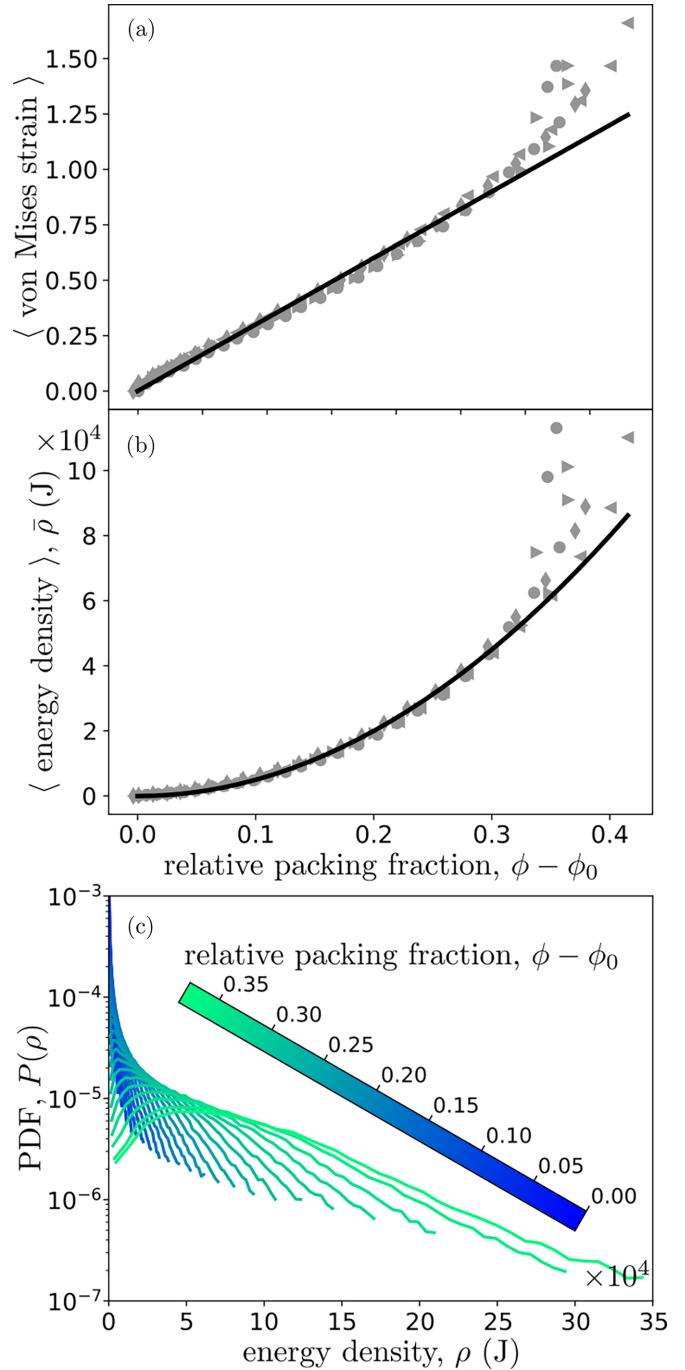 (a)
⟨ von Mises strain ⟩
1.50
1.25
1.00
0.75
0.50
0.25
0.00
(b)
×10⁴
⟨ energy density ⟩, ρ̄ (J)
10
8
6
4
2
0
0.0 0.1 0.2 0.3 0.4
relative packing fraction, ϕ − ϕ₀
(c)
PDF, P(ρ)
10⁻³
10⁻⁴
10⁻⁵
10⁻⁶
10⁻⁷
relative packing fraction, ϕ − ϕ₀
0.35
0.30
0.25
0.20
0.15
0.10
0.05
0.00
×10⁴
0 5 10 15 20 25 30 35
energy density, ρ (J)